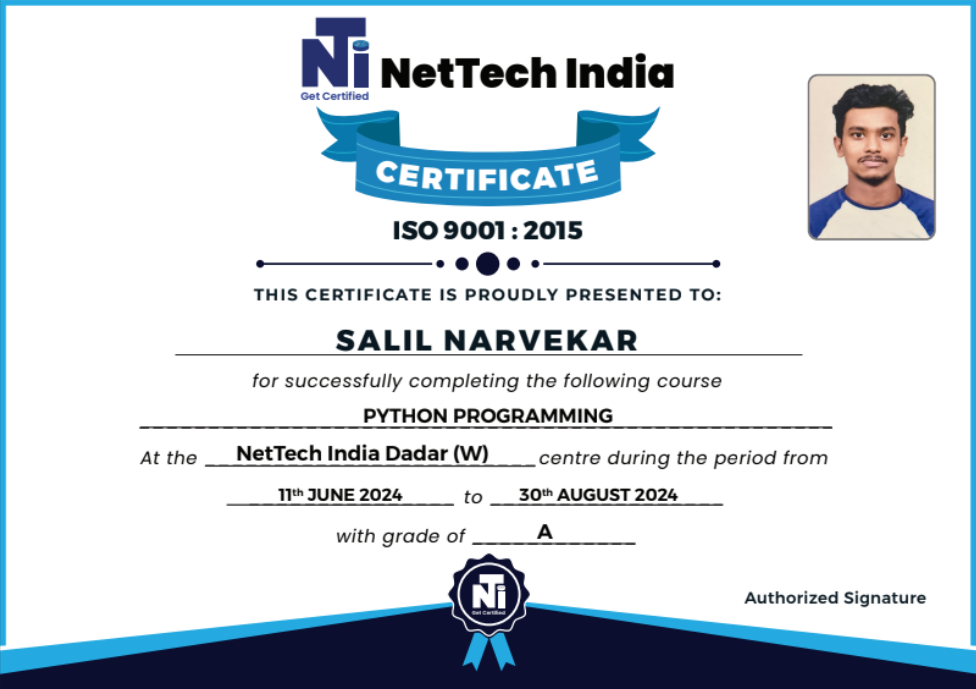 NTi
Get Certified
NetTech India
CERTIFICATE
ISO 9001 : 2015
THIS CERTIFICATE IS PROUDLY PRESENTED TO:
SALIL NARVEKAR
for successfully completing the following course
PYTHON PROGRAMMING
At the NetTech India Dadar (W) centre during the period from
11th JUNE 2024 to 30th AUGUST 2024
with grade of A
NTi
Get Certified
Authorized Signature